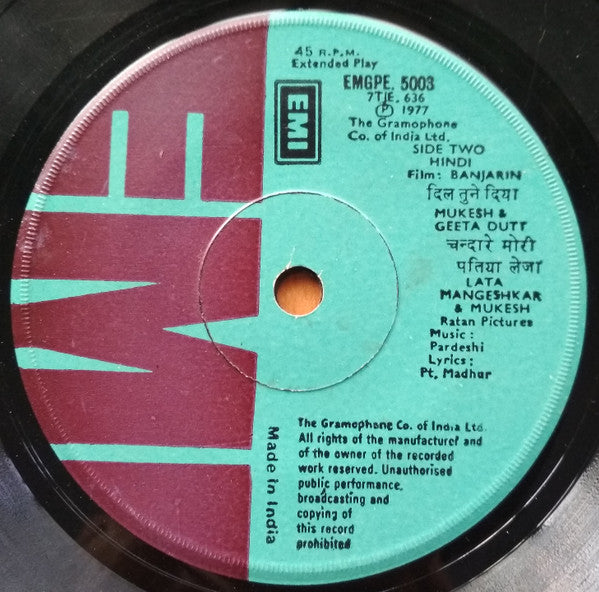 45 R.P.M.
Extended Play
EMI
EMI
EMGPE. 5003
7TJE. 636
Ⓟ 1977
The Gramophone
Co. of India Ltd.
SIDE TWO
HINDI
Film: BANJARIN
दिल तुने दिया
MUKESH &
GEETA DUTT
चन्दारे मोरी
पतिया लेजा
LATA
MANGESHKAR
& MUKESH
Ratan Pictures
Music :
Pardeshi
Lyrics :
Pt. Madhur
The Gramophone Co. of India Ltd.
All rights of the manufacturer and
of the owner of the recorded
work reserved. Unauthorised
public performance,
broadcasting and
copying of
this record
prohibited
Made in India